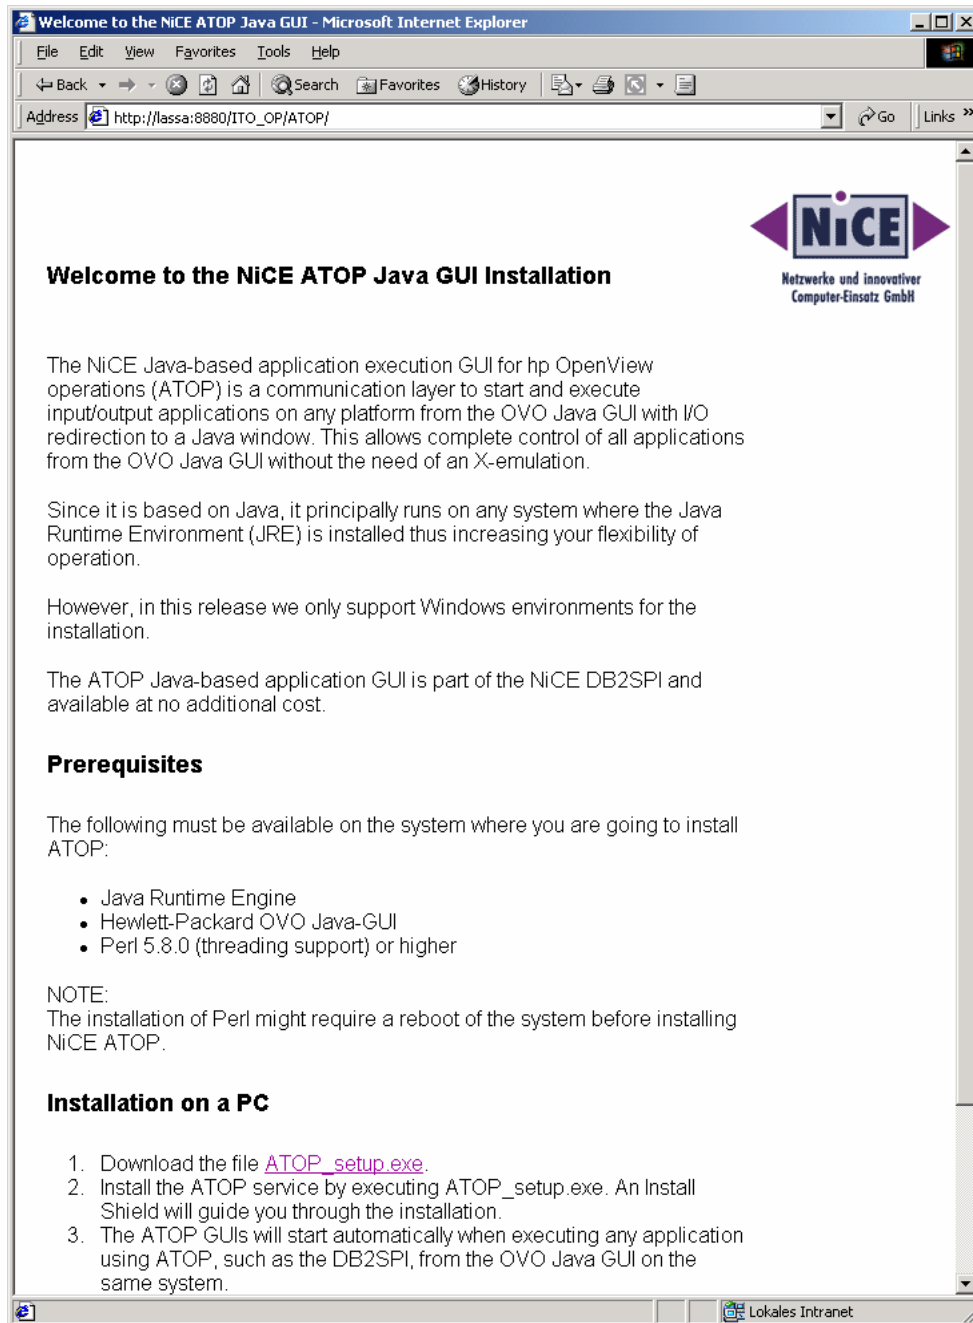 Welcome to the NiCE ATOP Java GUI - Microsoft Internet Explorer
File Edit View Favorites Tools Help
Back Search Favorites History
Address http://lassa:8880/ITO_OP/ATOP/ Go Links »
NiCE
Netzwerke und innovativer
Computer-Einsatz GmbH
Welcome to the NiCE ATOP Java GUI Installation
The NiCE Java-based application execution GUI for hp OpenView
operations (ATOP) is a communication layer to start and execute
input/output applications on any platform from the OVO Java GUI with I/O
redirection to a Java window. This allows complete control of all applications
from the OVO Java GUI without the need of an X-emulation.
Since it is based on Java, it principally runs on any system where the Java
Runtime Environment (JRE) is installed thus increasing your flexibility of
operation.
However, in this release we only support Windows environments for the
installation.
The ATOP Java-based application GUI is part of the NiCE DB2SPI and
available at no additional cost.
Prerequisites
The following must be available on the system where you are going to install
ATOP:
• Java Runtime Engine
• Hewlett-Packard OVO Java-GUI
• Perl 5.8.0 (threading support) or higher
NOTE:
The installation of Perl might require a reboot of the system before installing
NiCE ATOP.
Installation on a PC
1. Download the file ATOP_setup.exe.
2. Install the ATOP service by executing ATOP_setup.exe. An Install
Shield will guide you through the installation.
3. The ATOP GUIs will start automatically when executing any application
using ATOP, such as the DB2SPI, from the OVO Java GUI on the
same system.
Lokales Intranet